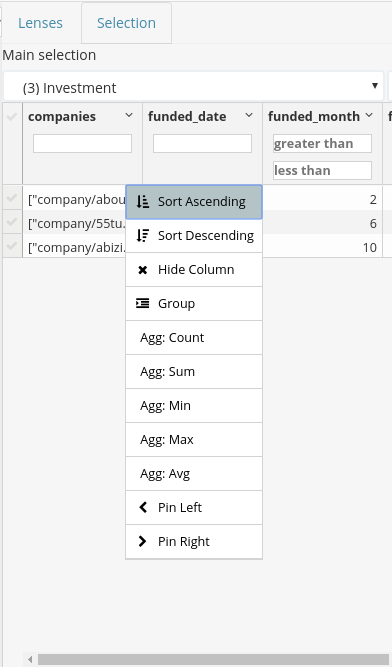 Lenses Selection
Main selection
(3) Investment
companies funded_date funded_month f
greater than
less than
["company/abou 2
["company/55tu. 6
["company/abizi. 10
Sort Ascending
Sort Descending
Hide Column
Group
Agg: Count
Agg: Sum
Agg: Min
Agg: Max
Agg: Avg
Pin Left
Pin Right